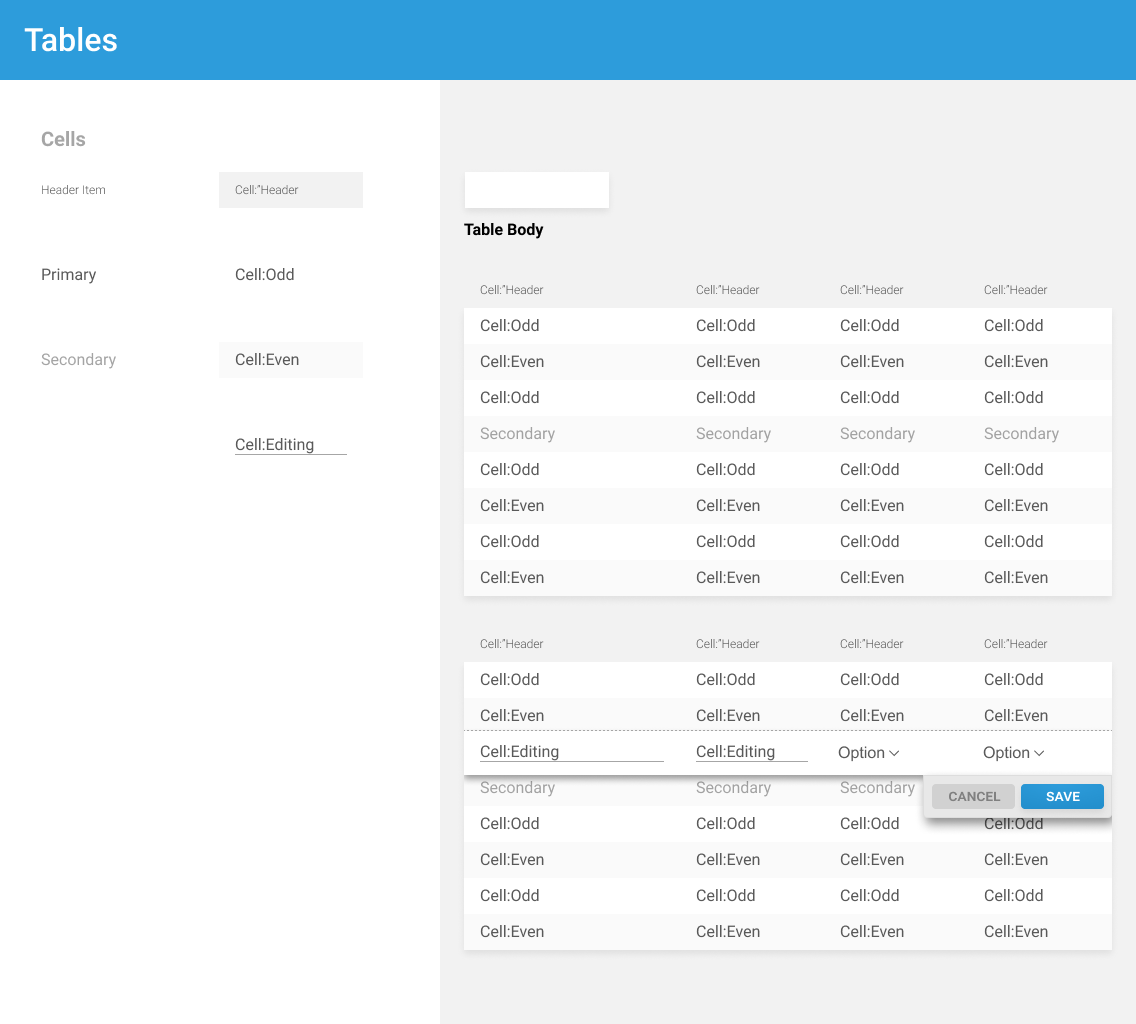 Tables
Cells
Header Item Cell:"Header
Primary Cell:Odd
Secondary Cell:Even
Cell:Editing
Table Body
Cell:"Header Cell:"Header Cell:"Header Cell:"Header
Cell:Odd Cell:Odd Cell:Odd Cell:Odd
Cell:Even Cell:Even Cell:Even Cell:Even
Cell:Odd Cell:Odd Cell:Odd Cell:Odd
Secondary Secondary Secondary Secondary
Cell:Odd Cell:Odd Cell:Odd Cell:Odd
Cell:Even Cell:Even Cell:Even Cell:Even
Cell:Odd Cell:Odd Cell:Odd Cell:Odd
Cell:Even Cell:Even Cell:Even Cell:Even
Cell:"Header Cell:"Header Cell:"Header Cell:"Header
Cell:Odd Cell:Odd Cell:Odd Cell:Odd
Cell:Even Cell:Even Cell:Even Cell:Even
Cell:Editing Cell:Editing Option Option
Secondary Secondary Secondary CANCEL SAVE
Cell:Odd Cell:Odd Cell:Odd Cell:Odd
Cell:Even Cell:Even Cell:Even Cell:Even
Cell:Odd Cell:Odd Cell:Odd Cell:Odd
Cell:Even Cell:Even Cell:Even Cell:Even